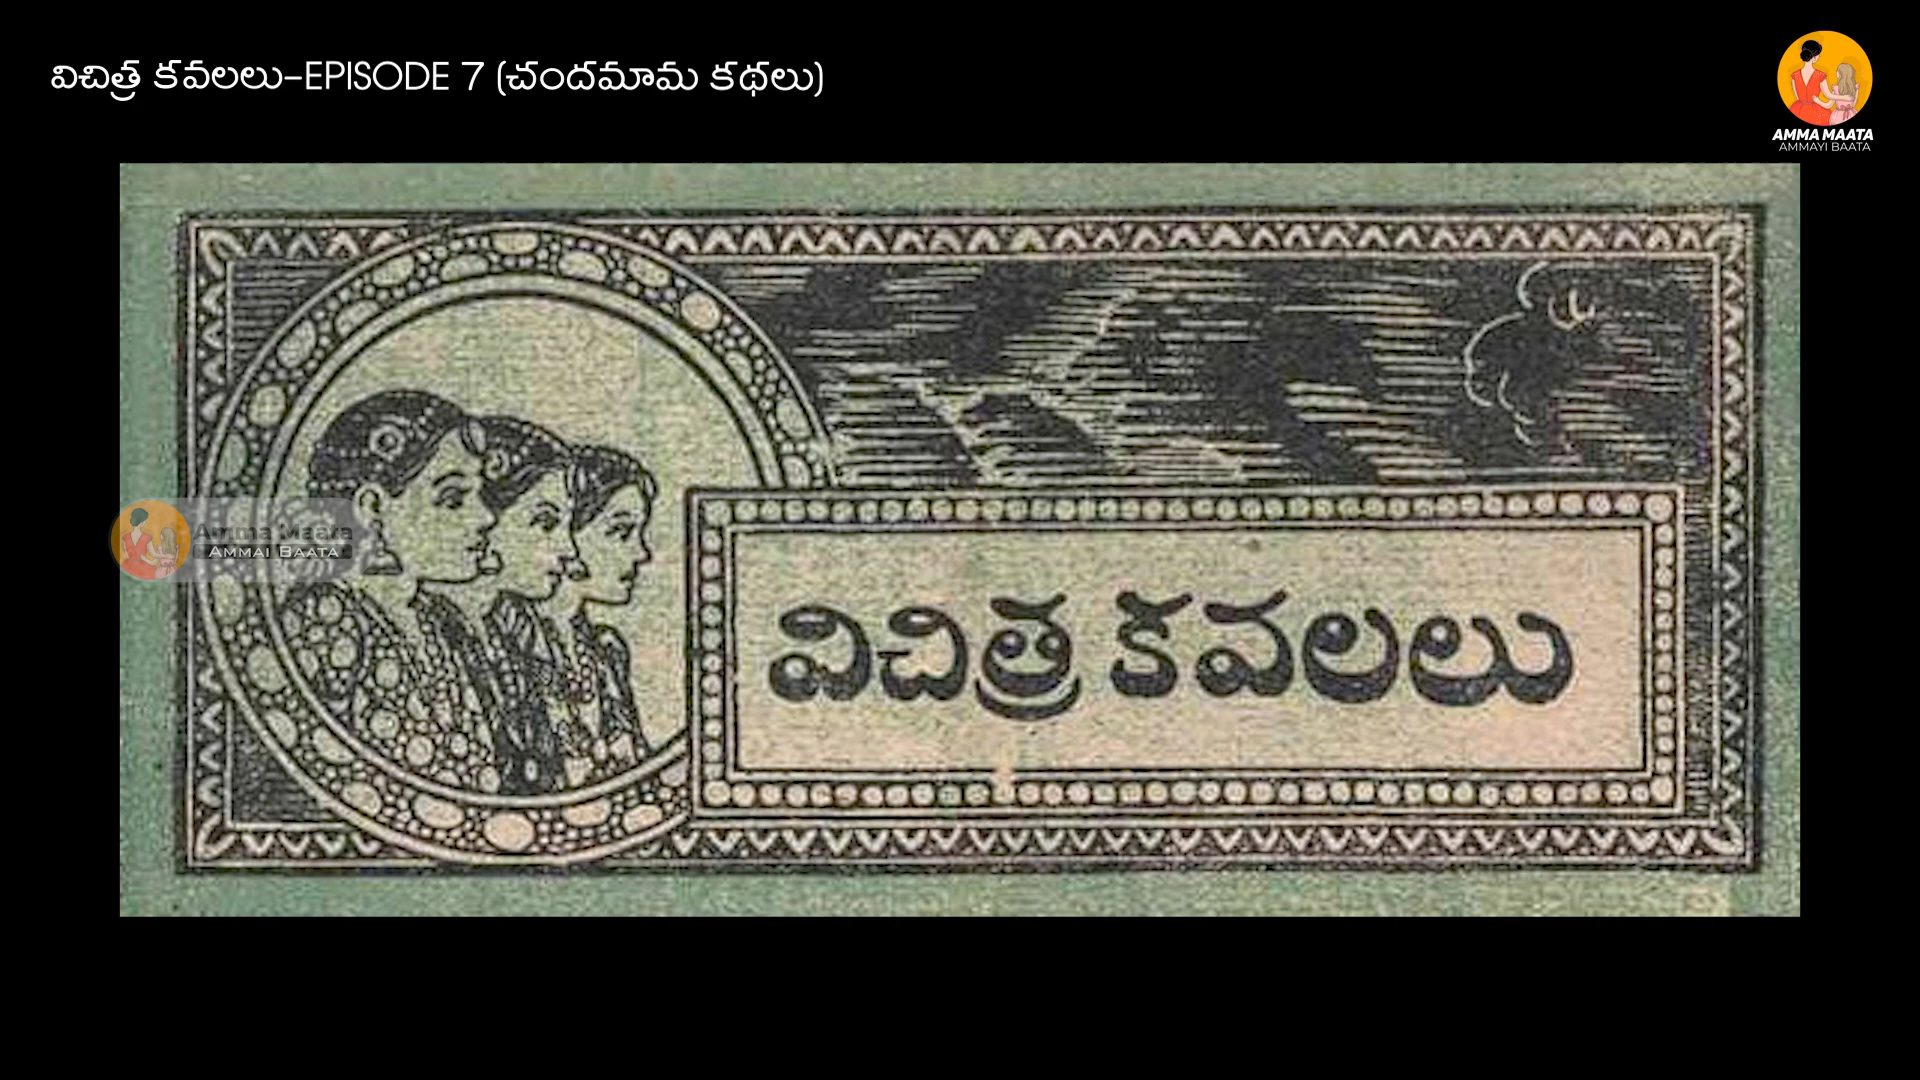 విచిత్ర కవలలు-EPISODE 7 (చందమామ కథలు)
AMMA MAATA
AMMAYI BAATA
Amma Maata
AMMAI BAATA
విచిత్ర కవలలు